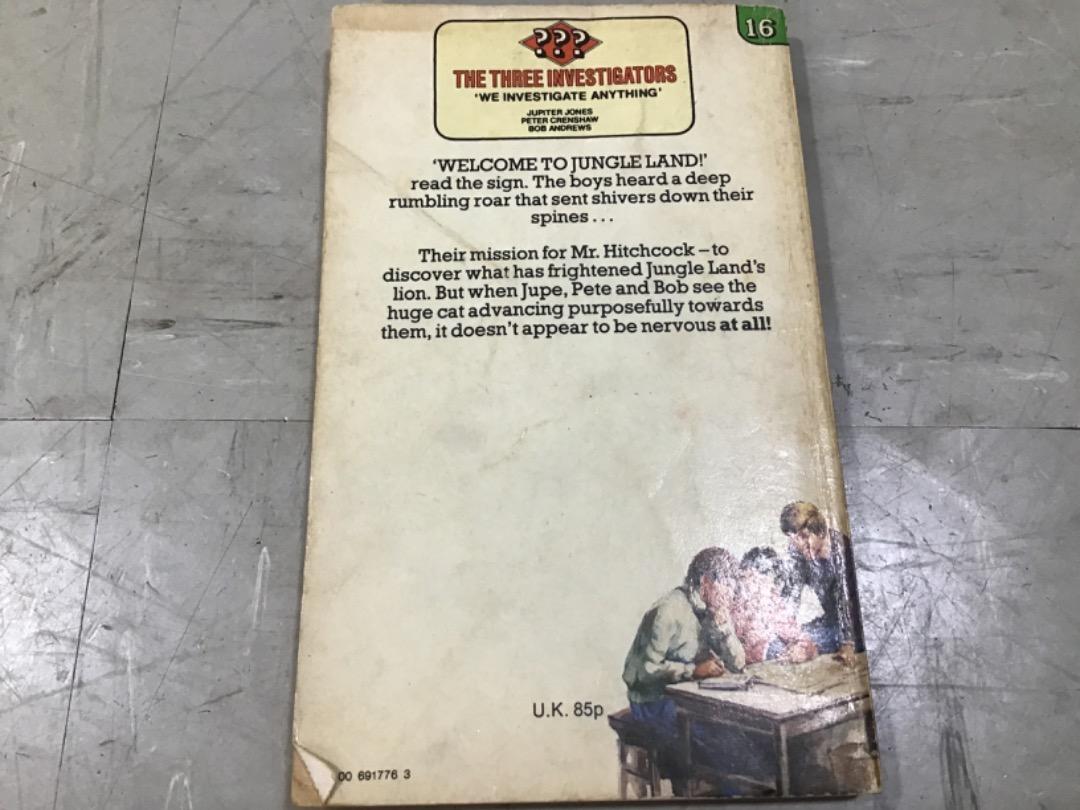 16
???
THE THREE INVESTIGATORS
'WE INVESTIGATE ANYTHING'
JUPITER JONES
PETER CRENSHAW
BOB ANDREWS
'WELCOME TO JUNGLE LAND!'
read the sign. The boys heard a deep
rumbling roar that sent shivers down their
spines . . .
Their mission for Mr. Hitchcock – to
discover what has frightened Jungle Land's
lion. But when Jupe, Pete and Bob see the
huge cat advancing purposefully towards
them, it doesn't appear to be nervous at all!
U.K. 85p
00 691776 3